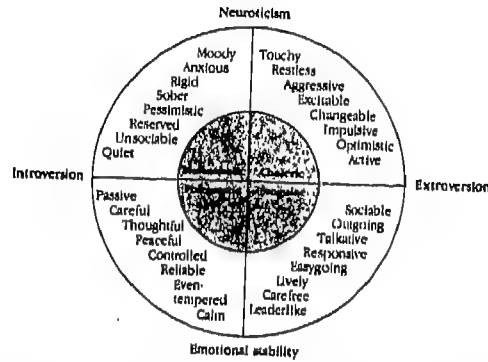 Neuroticism
Moody
Anxious
Rigid
Sober
Pessimistic
Reserved
Unsociable
Quiet
Touchy
Restless
Aggressive
Excitable
Changeable
Impulsive
Optimistic
Active
Introversion
Choleric
Extroversion
Passive
Careful
Thoughtful
Peaceful
Controlled
Reliable
Even-
tempered
Calm
Sociable
Outgoing
Talkative
Responsive
Easygoing
Lively
Carefree
Leaderlike
Emotional stability